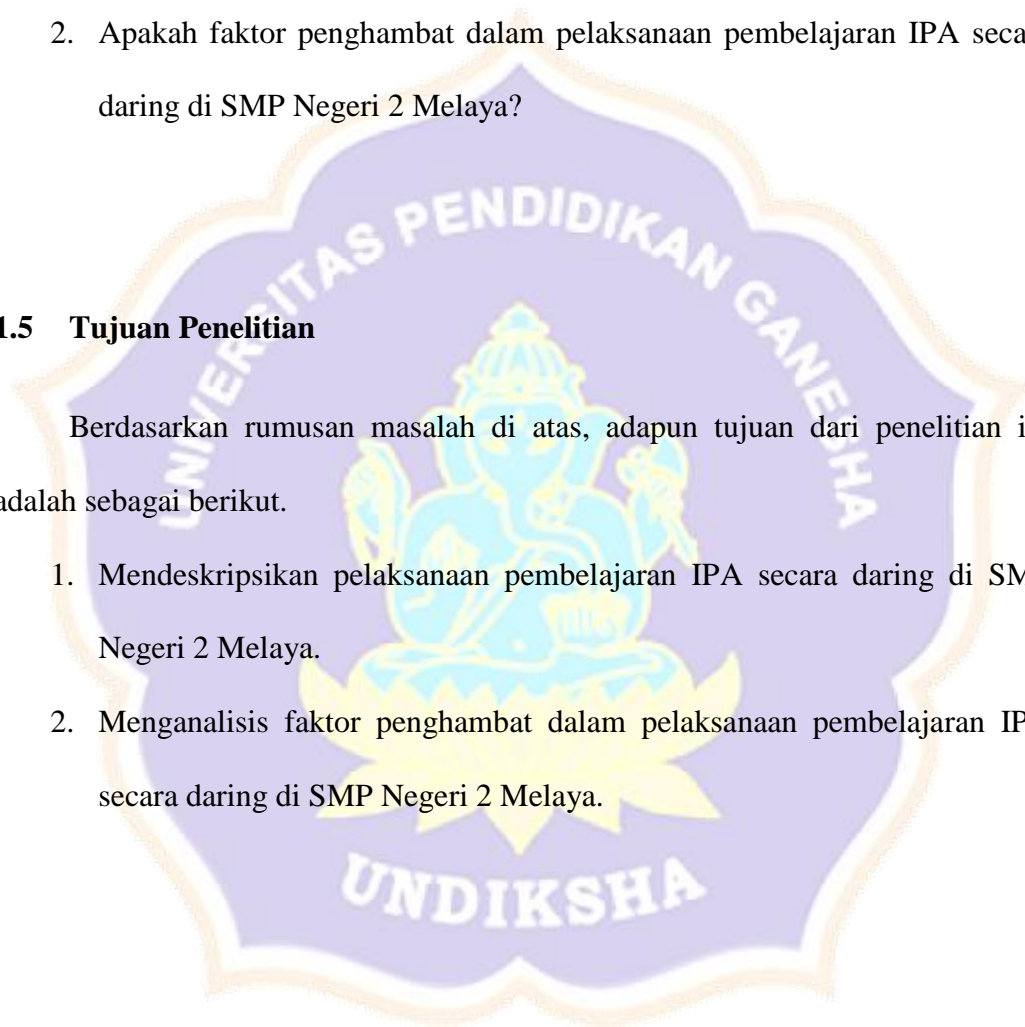 2. Apakah faktor penghambat dalam pelaksanaan pembelajaran IPA seca
daring di SMP Negeri 2 Melaya?
UNIVERSITAS PENDIDIKAN GANESHA
1.5 Tujuan Penelitian
Berdasarkan rumusan masalah di atas, adapun tujuan dari penelitian i
adalah sebagai berikut.
1. Mendeskripsikan pelaksanaan pembelajaran IPA secara daring di SM
Negeri 2 Melaya.
2. Menganalisis faktor penghambat dalam pelaksanaan pembelajaran IP
secara daring di SMP Negeri 2 Melaya.
UNDIKSHA